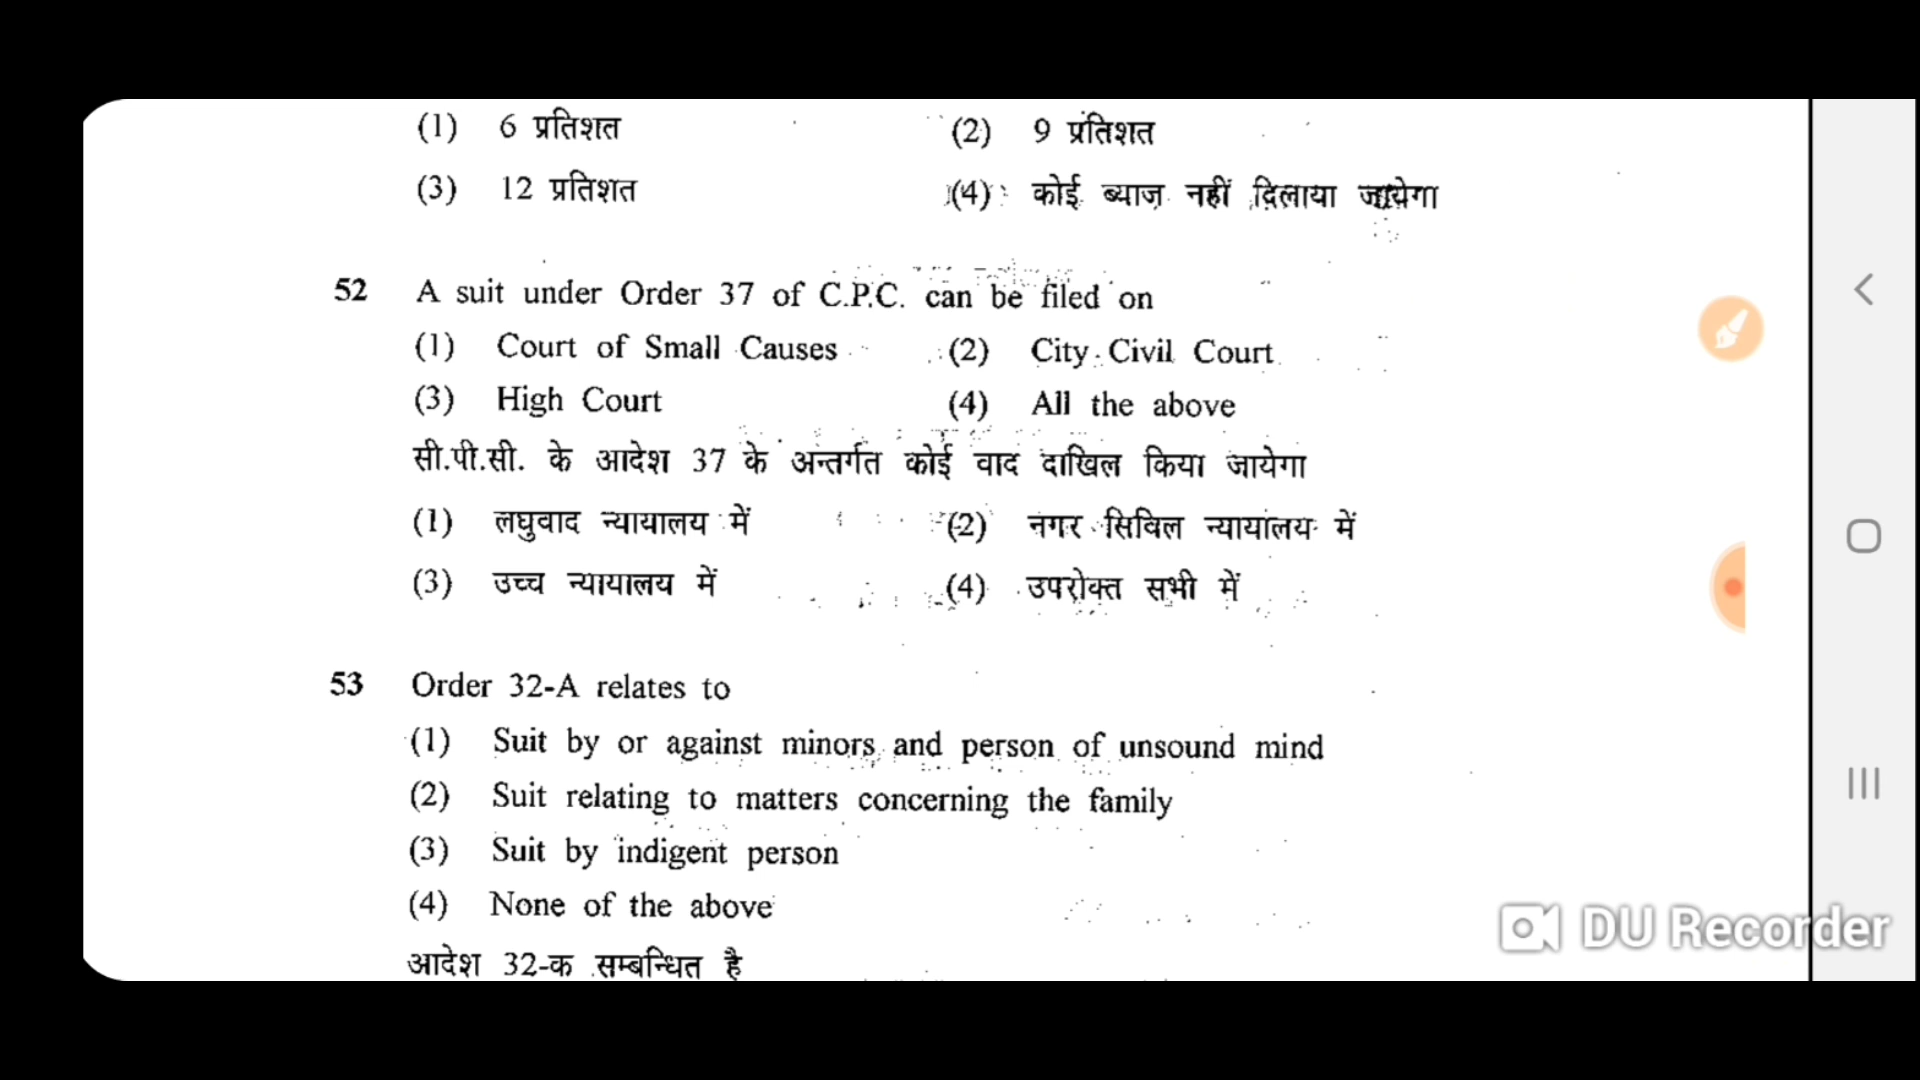 (1) 6 प्रतिशत (2) 9 प्रतिशत
(3) 12 प्रतिशत (4) कोई ब्याज नहीं दिलाया जायेगा
52 A suit under Order 37 of C.P.C. can be filed on
(1) Court of Small Causes (2) City Civil Court
(3) High Court (4) All the above
सी.पी.सी. के आदेश 37 के अन्तर्गत कोई वाद दाखिल किया जायेगा
(1) लघुवाद न्यायालय में (2) नगर सिविल न्यायालय में
(3) उच्च न्यायालय में (4) उपरोक्त सभी में
53 Order 32-A relates to
(1) Suit by or against minors and person of unsound mind
(2) Suit relating to matters concerning the family
(3) Suit by indigent person
(4) None of the above
आदेश 32-क सम्बन्धित है
DU Recorder